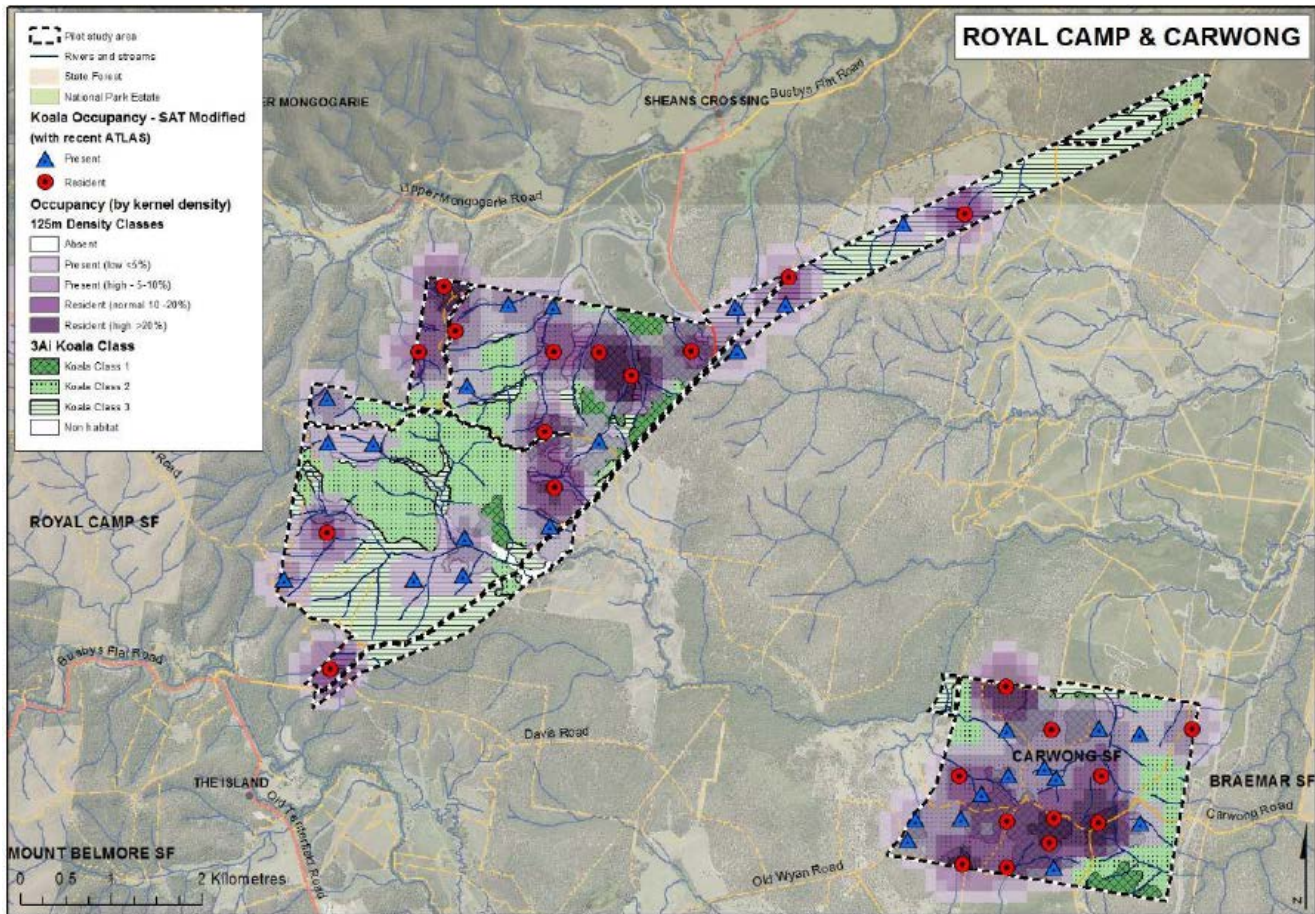 ROYAL CAMP & CARWONG
Pilot study area
Rivers and streams
State Forest
National Park Estate
Koala Occupancy - SAT Modified
(with recent ATLAS)
Present
Resident
Occupancy (by kernel density)
125m Density Classes
Absent
Present (low <5%)
Present (high - 5-10%)
Resident (normal 10 -20%)
Resident (high >20%)
3Ai Koala Class
Koala Class 1
Koala Class 2
Koala Class 3
Non habitat
ER MONGOGARIE
SHEANS CROSSING
Busbys Flat Road
Upper Mongogarie Road
Road
ROYAL CAMP SF
Busbys Flat Road
Davis Road
THE ISLAND
Old Tenterfield Road
MOUNT BELMORE SF
0 0.5 1 2 Kilometres
CARWONG SF
BRAEMAR SF
Carwong Road
Old Wyan Road
N